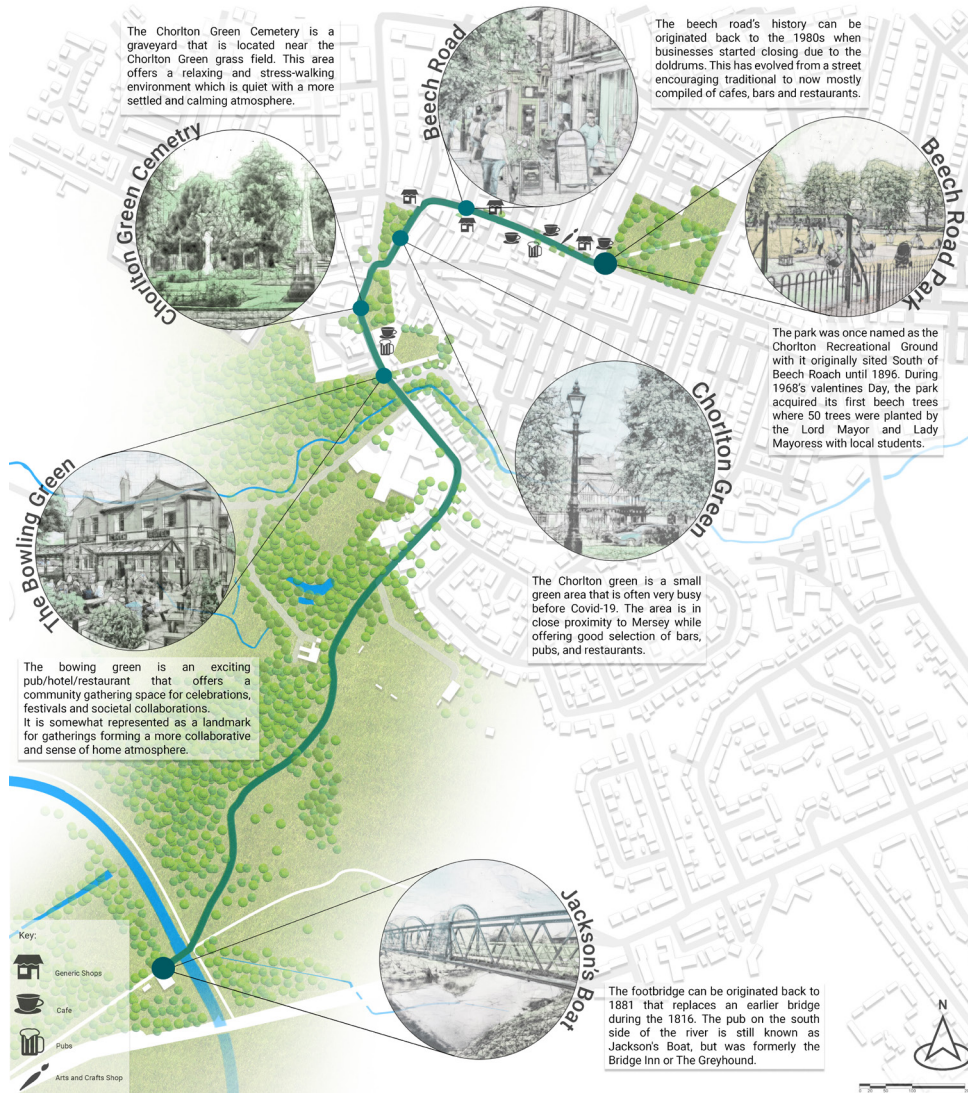 The Chorlton Green Cemetery is a
graveyard that is located near the
Chorlton Green grass field. This area
offers a relaxing and stress-walking
environment which is quiet with a more
settled and calming atmosphere.
Beech Road
The beech road's history can be
originated back to the 1980s when
businesses started closing due to the
doldrums. This has evolved from a street
encouraging traditional to now mostly
compiled of cafes, bars and restaurants.
Chorlton Green Cemetry
Beech Road Park
The park was once named as the
Chorlton Recreational Ground
with it originally sited South of
Beech Roach until 1896. During
1968's valentines Day, the park
acquired its first beech trees
where 50 trees were planted by
the Lord Mayor and Lady
Mayoress with local students.
Chorlton Green
The Chorlton green is a small
green area that is often very busy
before Covid-19. The area is in
close proximity to Mersey while
offering good selection of bars,
pubs, and restaurants.
The Bowling Green
The bowing green is an exciting
pub/hotel/restaurant that offers a
community gathering space for celebrations,
festivals and societal collaborations.
It is somewhat represented as a landmark
for gatherings forming a more collaborative
and sense of home atmosphere.
Jackson's Boat
The footbridge can be originated back to
1881 that replaces an earlier bridge
during the 1816. The pub on the south
side of the river is still known as
Jackson's Boat, but was formerly the
Bridge Inn or The Greyhound.
Key:
Generic Shops
Cafe
Pubs
Arts and Crafts Shop
N